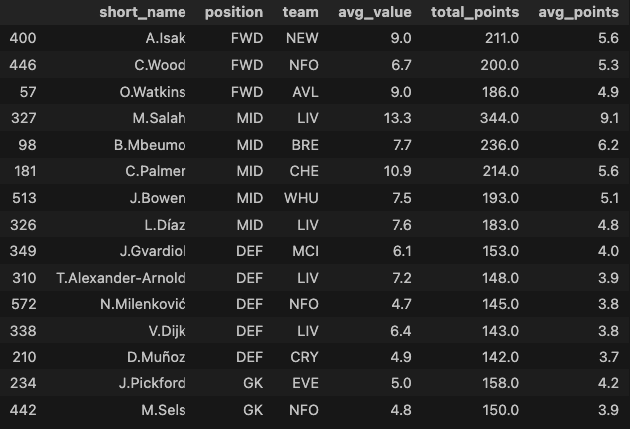 short_name position team avg_value total_points avg_points
400 A.Isak FWD NEW 9.0 211.0 5.6
446 C.Wood FWD NFO 6.7 200.0 5.3
57 O.Watkins FWD AVL 9.0 186.0 4.9
327 M.Salah MID LIV 13.3 344.0 9.1
98 B.Mbeumo MID BRE 7.7 236.0 6.2
181 C.Palmer MID CHE 10.9 214.0 5.6
513 J.Bowen MID WHU 7.5 193.0 5.1
326 L.Díaz MID LIV 7.6 183.0 4.8
349 J.Gvardiol DEF MCI 6.1 153.0 4.0
310 T.Alexander-Arnold DEF LIV 7.2 148.0 3.9
572 N.Milenković DEF NFO 4.7 145.0 3.8
338 V.Dijk DEF LIV 6.4 143.0 3.8
210 D.Muñoz DEF CRY 4.9 142.0 3.7
234 J.Pickford GK EVE 5.0 158.0 4.2
442 M.Sels GK NFO 4.8 150.0 3.9